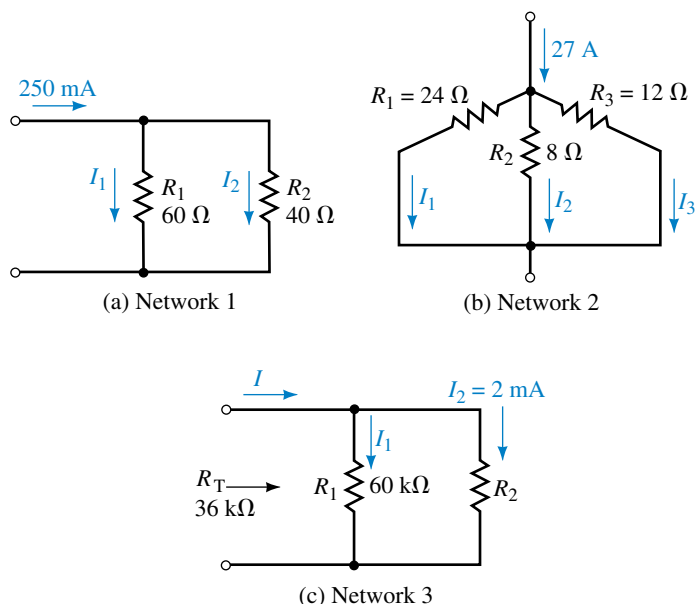 250 mA
I₁
R₁
60 Ω
I₂
R₂
40 Ω
(a) Network 1
27 A
R₁ = 24 Ω
R₃ = 12 Ω
R₂
8 Ω
I₁
I₂
I₃
(b) Network 2
I
I₂ = 2 mA
I₁
R_T
36 kΩ
R₁
60 kΩ
R₂
(c) Network 3